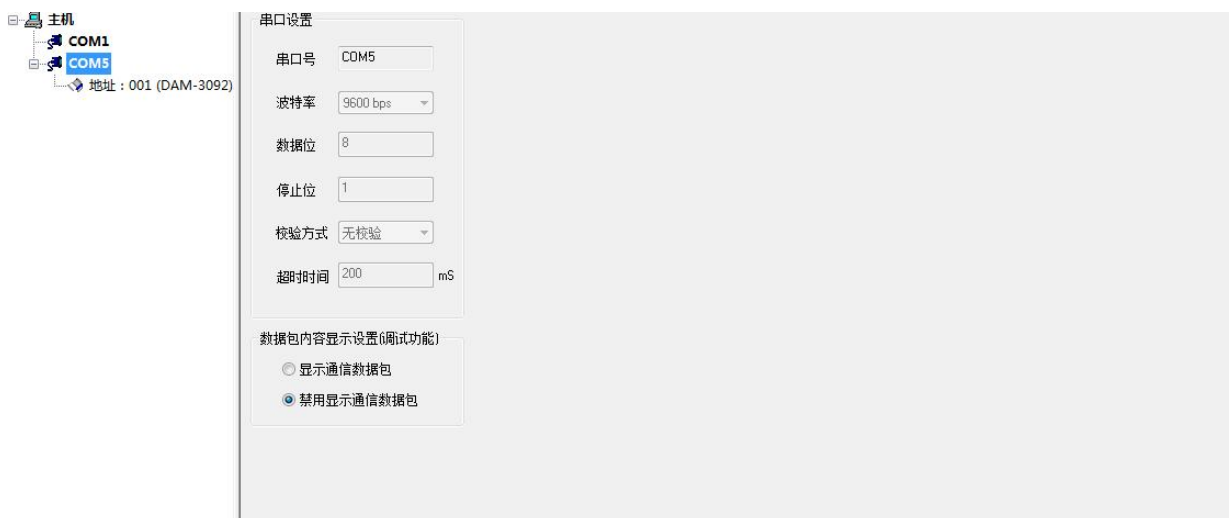 主机
COM1
COM5
地址：001 (DAM-3092)
串口设置
串口号 COM5
波特率 9600 bps
数据位 8
停止位 1
校验方式 无校验
超时时间 200 mS
数据包内容显示设置(调试功能)
显示通信数据包
禁用显示通信数据包